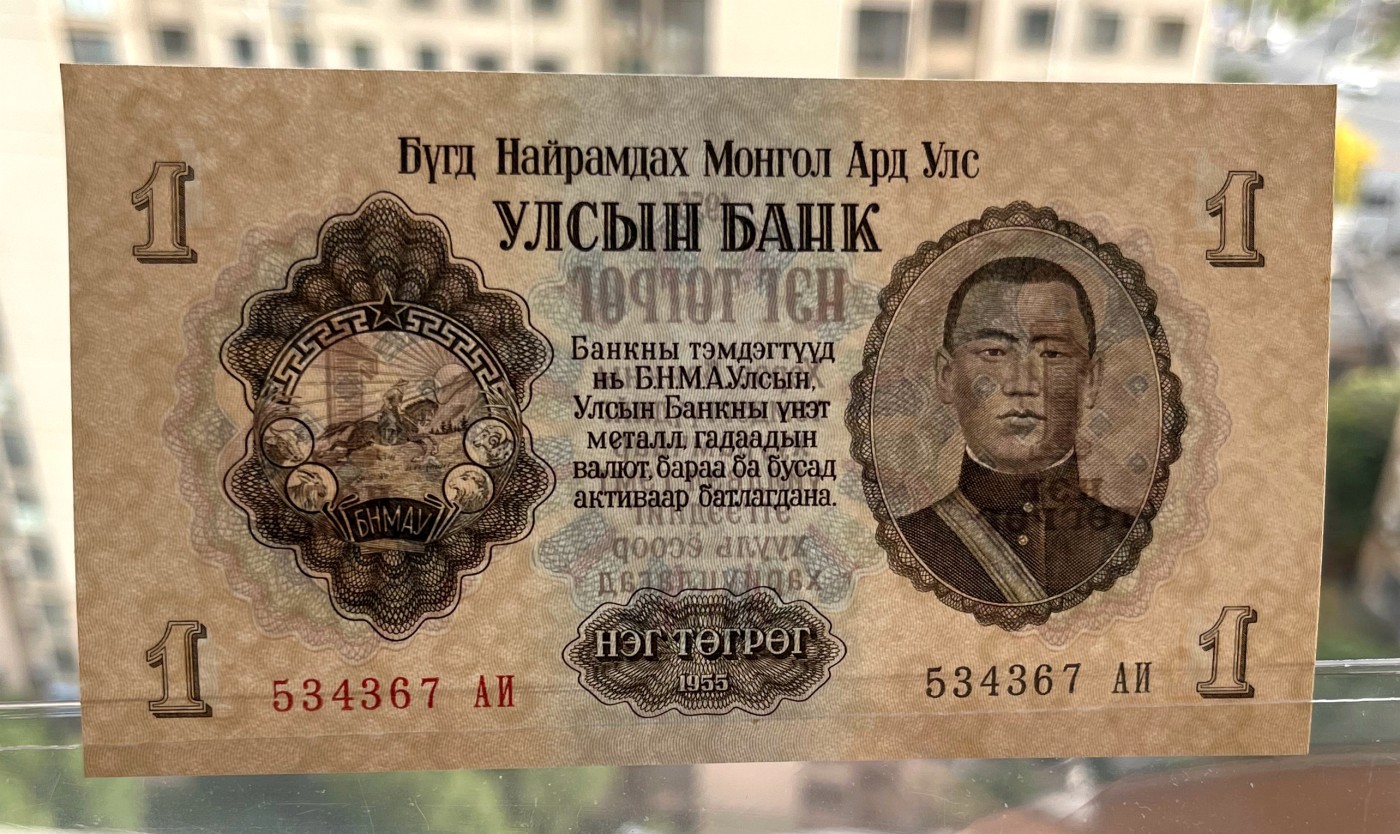 1
1
Бүгд Найрамдах Монгол Ард Улс
УЛСЫН БАНК
Банкны тэмдэгтүүд
нь Б.Н.М.А.Улсын,
Улсын Банкны үнэт
металл, гадаадын
валют, бараа ба бусад
активаар батлагдана.
БНМАУ
НЭГ ТӨГРӨГ
1955
1
534367 АИ
534367 АИ
1